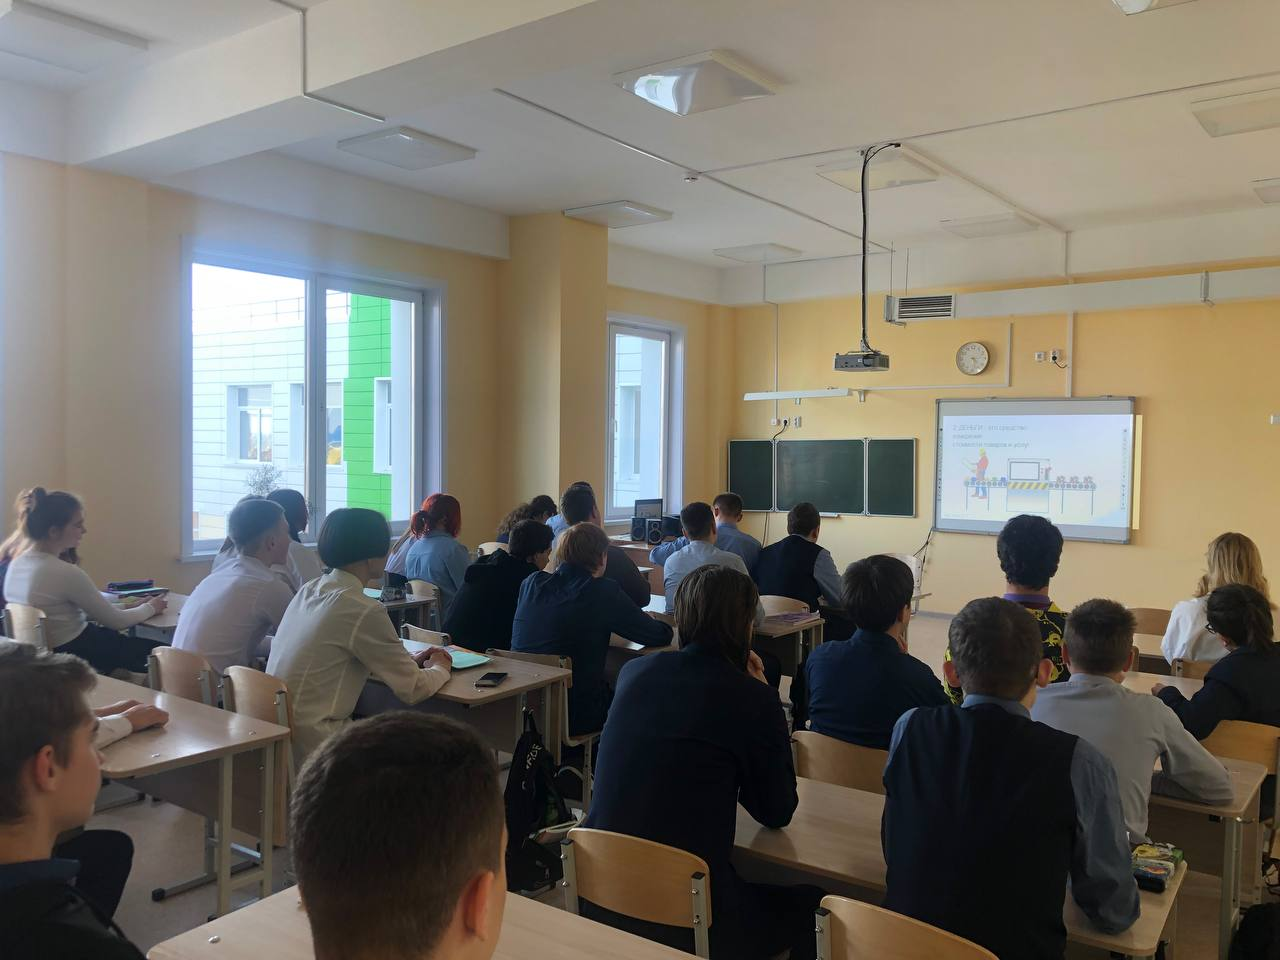 2. ДЕНЬГИ - это средство
измерения
стоимости товаров и услуг